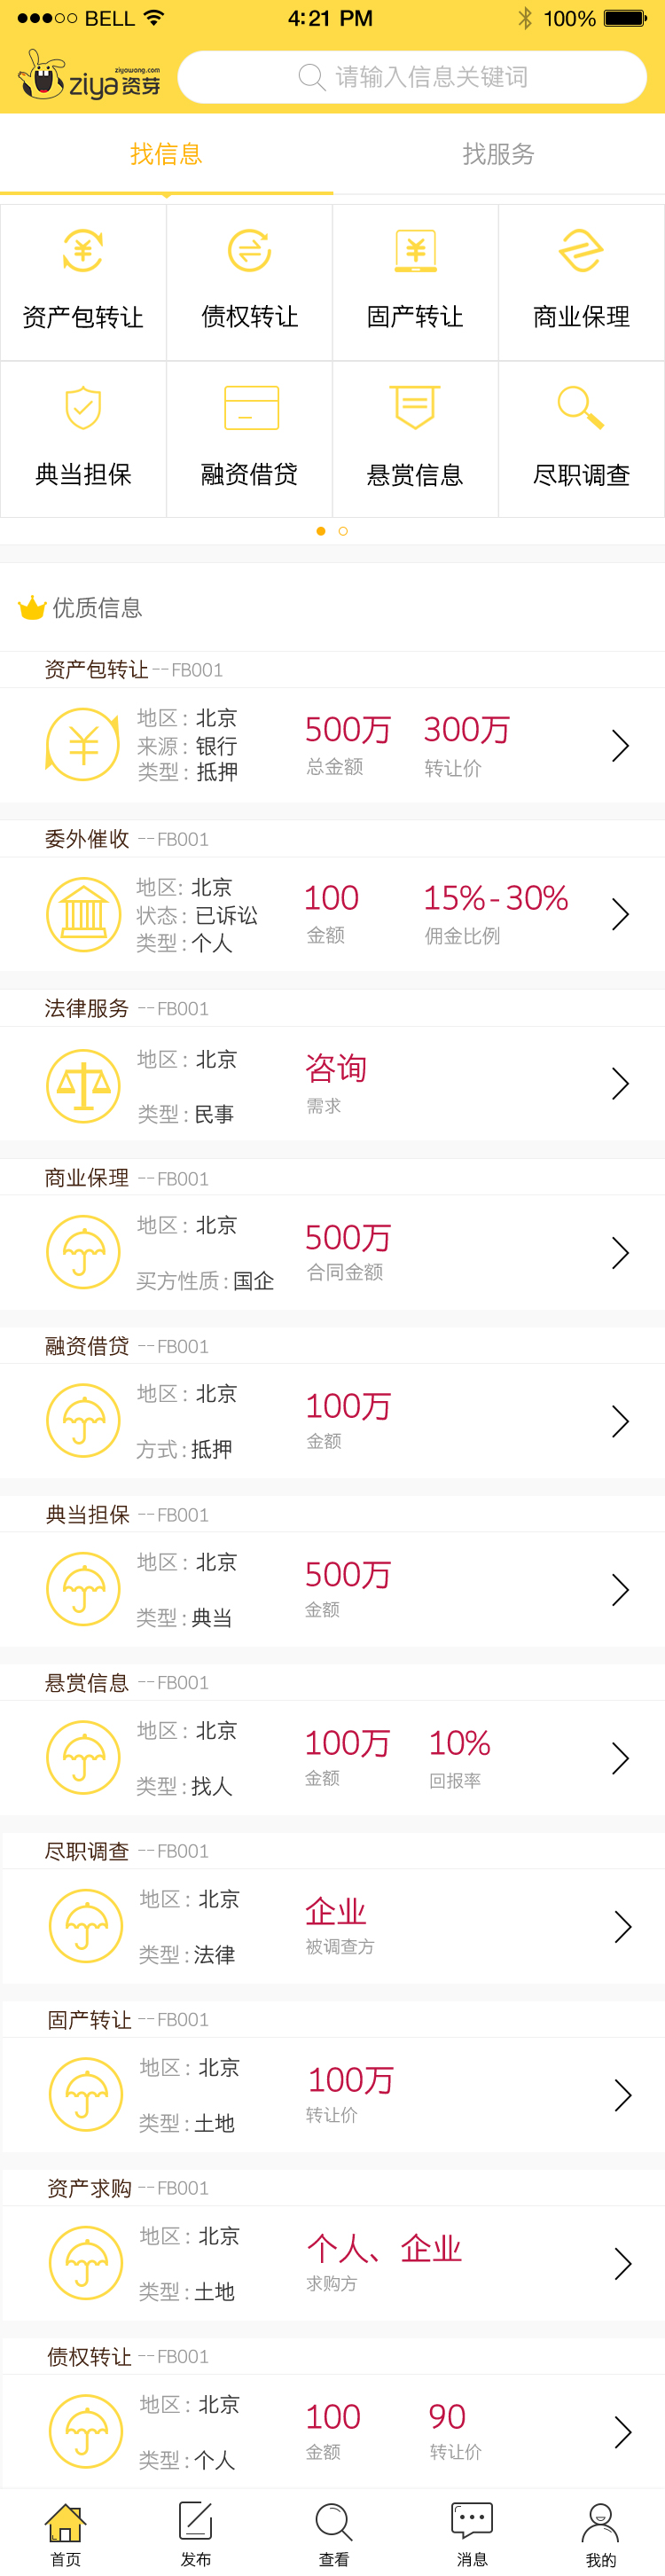 BELL 4:21 PM 100%
ziyawang.com
ziya资芽 请输入信息关键词
找信息 找服务
资产包转让 债权转让 固产转让 商业保理
典当担保 融资借贷 悬赏信息 尽职调查
优质信息
资产包转让--FB001
地区: 北京
来源: 银行
类型: 抵押
500万 300万
总金额 转让价
委外催收 --FB001
地区: 北京
状态: 已诉讼
类型:个人
100 15%-30%
金额 佣金比例
法律服务 --FB001
地区: 北京
类型:民事
咨询
需求
商业保理 --FB001
地区: 北京
买方性质:国企
500万
合同金额
融资借贷 --FB001
地区: 北京
方式:抵押
100万
金额
典当担保 --FB001
地区: 北京
类型:典当
500万
金额
悬赏信息 --FB001
地区: 北京
类型:找人
100万 10%
金额 回报率
尽职调查 --FB001
地区: 北京
类型:法律
企业
被调查方
固产转让 --FB001
地区: 北京
类型:土地
100万
转让价
资产求购 --FB001
地区: 北京
类型:土地
个人、企业
求购方
债权转让 --FB001
地区: 北京
类型:个人
100 90
金额 转让价
首页 发布 查看 消息 我的